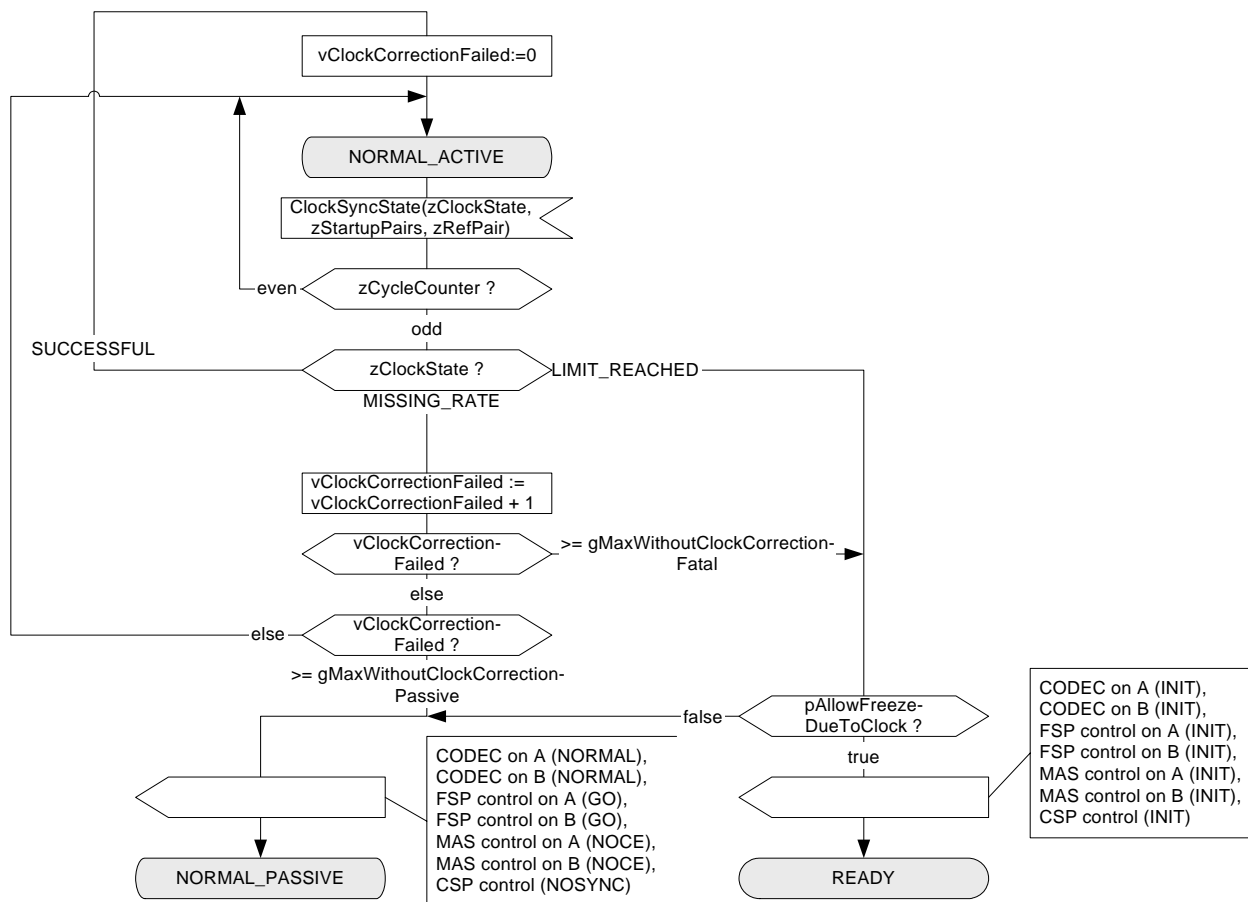 vClockCorrectionFailed:=0
NORMAL_ACTIVE
ClockSyncState(zClockState,
zStartupPairs, zRefPair)
even
zCycleCounter ?
odd
SUCCESSFUL
zClockState ?
LIMIT_REACHED
MISSING_RATE
vClockCorrectionFailed :=
vClockCorrectionFailed + 1
vClockCorrection-
Failed ?
>= gMaxWithoutClockCorrection-
Fatal
else
else
vClockCorrection-
Failed ?
>= gMaxWithoutClockCorrection-
Passive
false
pAllowFreeze-
DueToClock ?
true
CODEC on A (INIT),
CODEC on B (INIT),
FSP control on A (INIT),
FSP control on B (INIT),
MAS control on A (INIT),
MAS control on B (INIT),
CSP control (INIT)
CODEC on A (NORMAL),
CODEC on B (NORMAL),
FSP control on A (GO),
FSP control on B (GO),
MAS control on A (NOCE),
MAS control on B (NOCE),
CSP control (NOSYNC)
NORMAL_PASSIVE
READY